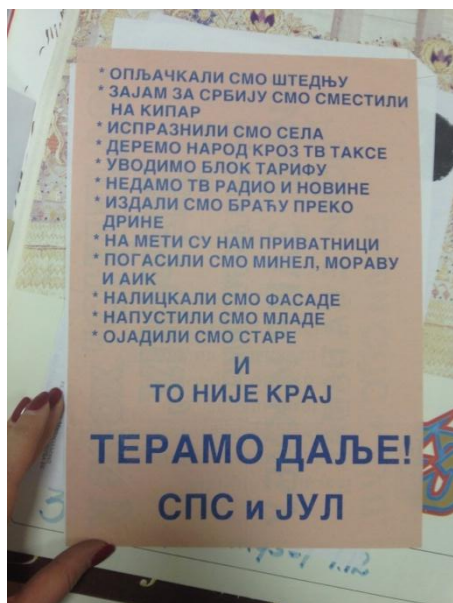 * ОПЉАЧКАЛИ СМО ШТЕДЊУ
* ЗАЈАМ ЗА СРБИЈУ СМО СМЕСТИЛИ
НА КИПАР
* ИСПРАЗНИЛИ СМО СЕЛА
* ДЕРЕМО НАРОД КРОЗ ТВ ТАКСЕ
* УВОДИМО БЛОК ТАРИФУ
* НЕДАМО ТВ РАДИО И НОВИНЕ
* ИЗДАЛИ СМО БРАЋУ ПРЕКО
ДРИНЕ
* НА МЕТИ СУ НАМ ПРИВАТНИЦИ
* ПОГАСИЛИ СМО МИНЕЛ, МОРАВУ
И АИК
* НАЛИЦКАЛИ СМО ФАСАДЕ
* НАПУСТИЛИ СМО МЛАДЕ
* ОЈАДИЛИ СМО СТАРЕ
И
ТО НИЈЕ КРАЈ
ТЕРАМО ДАЉЕ!
СПС и ЈУЛ